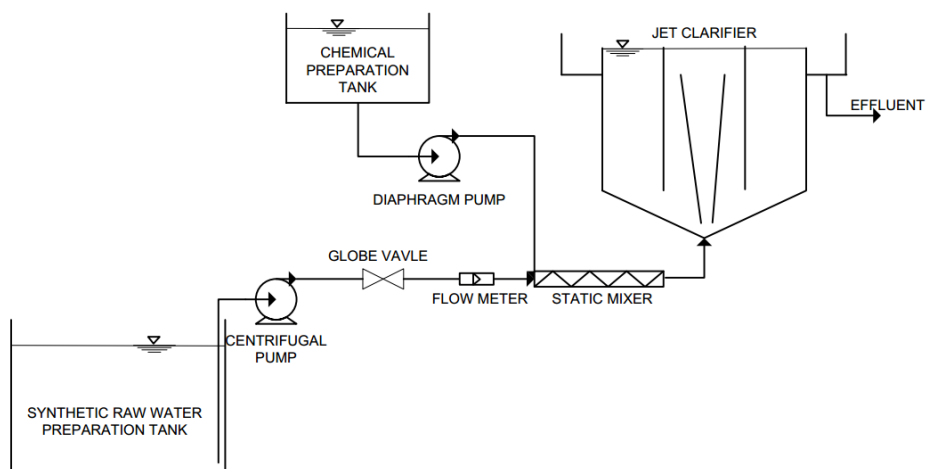 JET CLARIFIER
CHEMICAL
PREPARATION
TANK
EFFLUENT
DIAPHRAGM PUMP
GLOBE VAVLE
FLOW METER
STATIC MIXER
CENTRIFUGAL
PUMP
SYNTHETIC RAW WATER
PREPARATION TANK